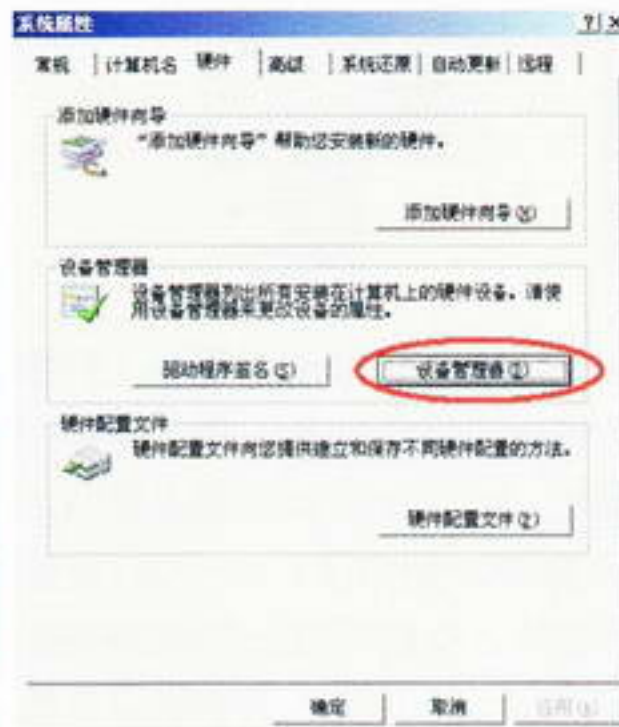 系统属性
常规 计算机名 硬件 高级 系统还原 自动更新 远程
添加硬件向导
“添加硬件向导”帮助您安装新的硬件。
添加硬件向导(H)
设备管理器
设备管理器列出所有安装在计算机上的硬件设备。请使
用设备管理器来更改设备的属性。
驱动程序签名(S) 设备管理器(D)
硬件配置文件
硬件配置文件向您提供建立和保存不同硬件配置的方法。
硬件配置文件(P)
确定 取消 应用(A)